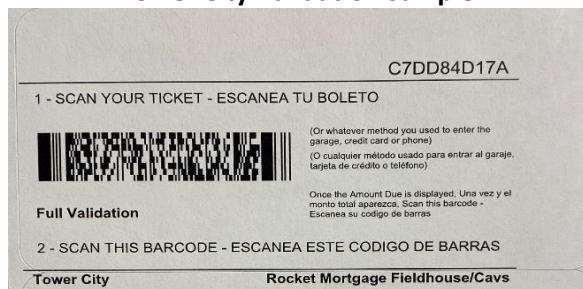 C7DD84D17A
1 - SCAN YOUR TICKET - ESCANEA TU BOLETO
(Or whatever method you used to enter the
garage, credit card or phone)
(O cualquier método usado para entrar al garaje,
tarjeta de crédito o teléfono)
Once the Amount Due is displayed, Una vez y el
monto total aparezca, Scan this barcode -
Escanea su codigo de barras
Full Validation
2 - SCAN THIS BARCODE - ESCANEA ESTE CODIGO DE BARRAS
Tower City Rocket Mortgage Fieldhouse/Cavs